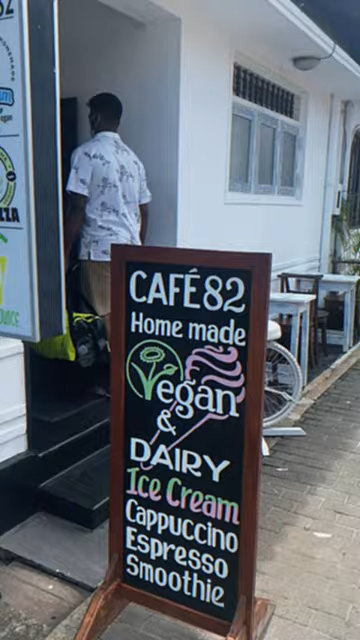 CAFÉ 82
Home made
Vegan
&
DAIRY
Ice Cream
Cappuccino
Espresso
Smoothie